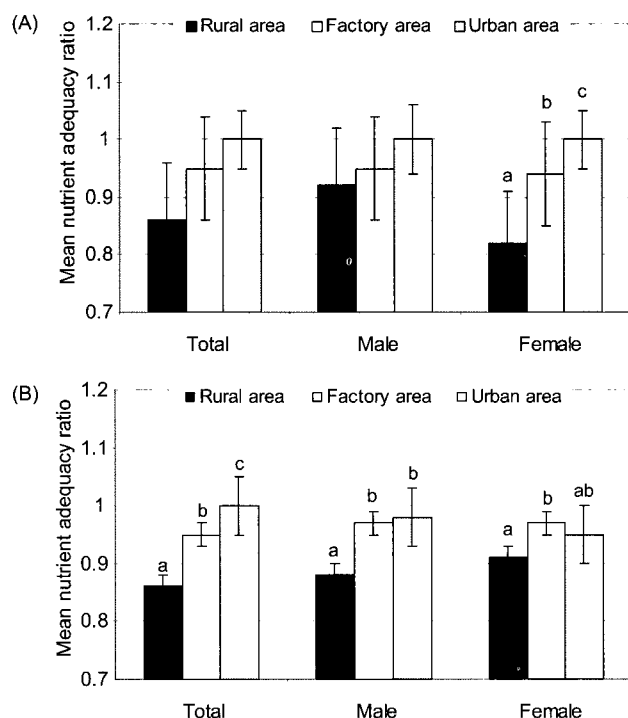 (A)
1.2
■ Rural area □ Factory area □ Urban area
1.1
1
0.9
0.8
0.7
Mean nutrient adequacy ratio
a b c
Total Male Female
(B)
1.2
■ Rural area □ Factory area □ Urban area
1.1
1
0.9
0.8
0.7
Mean nutrient adequacy ratio
a b c a b b a b ab
Total Male Female